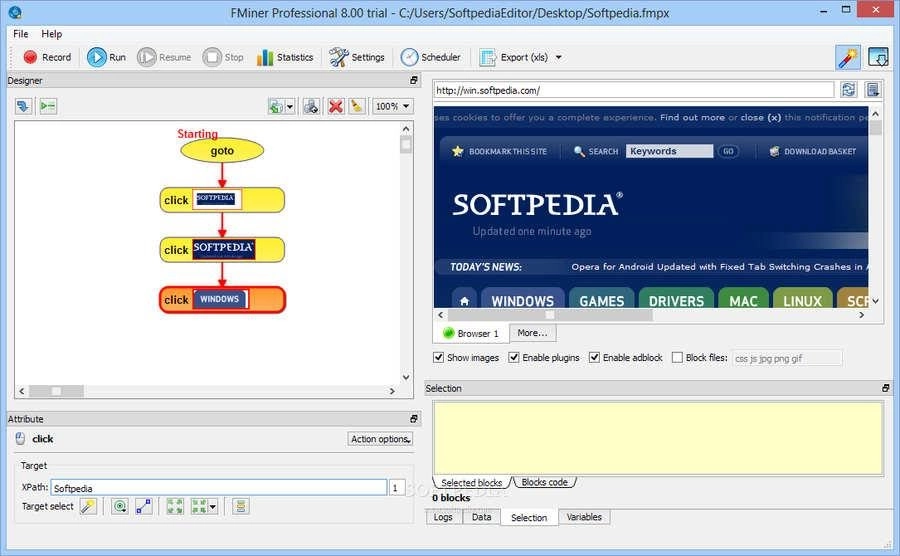 FMiner Professional 8.00 trial - C:/Users/SoftpediaEditor/Desktop/Softpedia.fmpx
File Help
Record Run Resume Stop Statistics Settings Scheduler Export (xls)
Designer
100%
Starting
goto
click SOFTPEDIA
click SOFTPEDIA
click WINDOWS
http://win.softpedia.com/
ses cookies to offer you a complete experience. Find out more or close (x) this notification pe
BOOKMARK THIS SITE SEARCH Keywords GO DOWNLOAD BASKET
SOFTPEDIA®
Updated one minute ago
TODAY'S NEWS: Opera for Android Updated with Fixed Tab Switching Crashes in A
WINDOWS GAMES DRIVERS MAC LINUX SCR
Browser 1 More...
Show images Enable plugins Enable adblock Block files: css js jpg png gif
Selection
Attribute
click Action options
Target
XPath: Softpedia 1
Target select
Selected blocks Blocks code
0 blocks
Logs Data Selection Variables
SOFTPEDIA